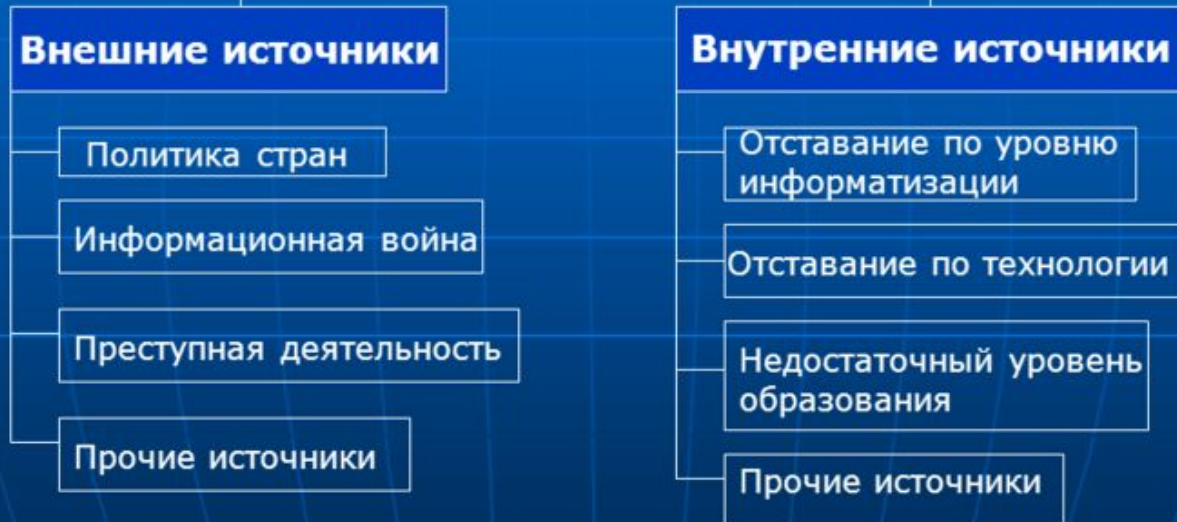 Внешние источники
Политика стран
Информационная война
Преступная деятельность
Прочие источники
Внутренние источники
Отставание по уровню
информатизации
Отставание по технологии
Недостаточный уровень
образования
Прочие источники